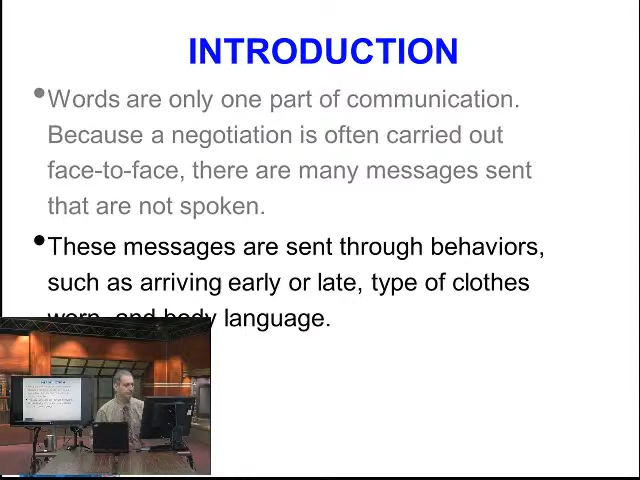 INTRODUCTION
•Words are only one part of communication.
Because a negotiation is often carried out
face-to-face, there are many messages sent
that are not spoken.
•These messages are sent through behaviors,
such as arriving early or late, type of clothes
worn, and body language.